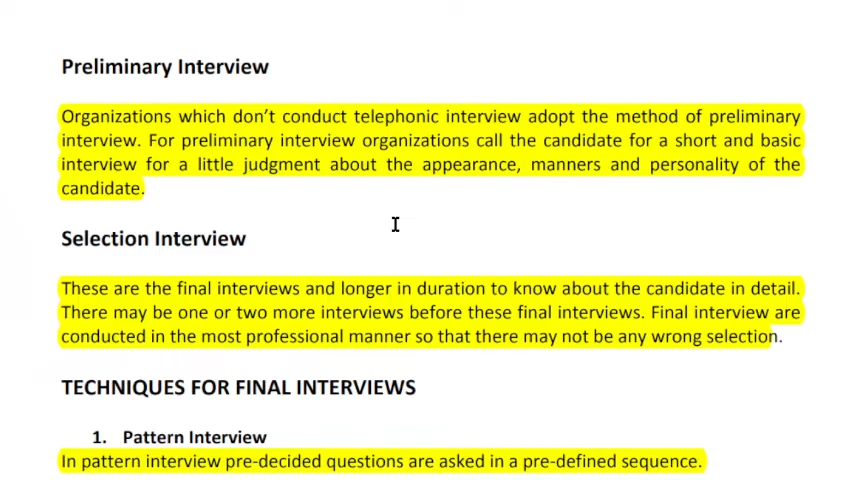 Preliminary Interview
Organizations which don't conduct telephonic interview adopt the method of preliminary
interview. For preliminary interview organizations call the candidate for a short and basic
interview for a little judgment about the appearance, manners and personality of the
candidate.
Selection Interview
These are the final interviews and longer in duration to know about the candidate in detail.
There may be one or two more interviews before these final interviews. Final interview are
conducted in the most professional manner so that there may not be any wrong selection.
TECHNIQUES FOR FINAL INTERVIEWS
1. Pattern Interview
In pattern interview pre-decided questions are asked in a pre-defined sequence.